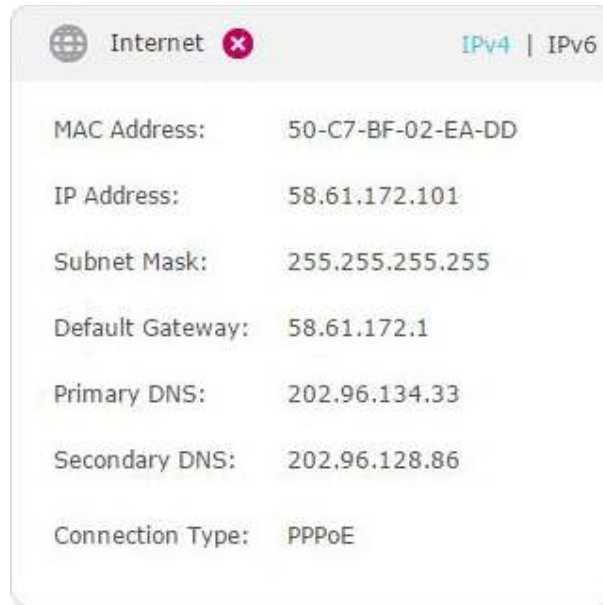 Internet IPv4 | IPv6
MAC Address: 50-C7-BF-02-EA-DD
IP Address: 58.61.172.101
Subnet Mask: 255.255.255.255
Default Gateway: 58.61.172.1
Primary DNS: 202.96.134.33
Secondary DNS: 202.96.128.86
Connection Type: PPPoE